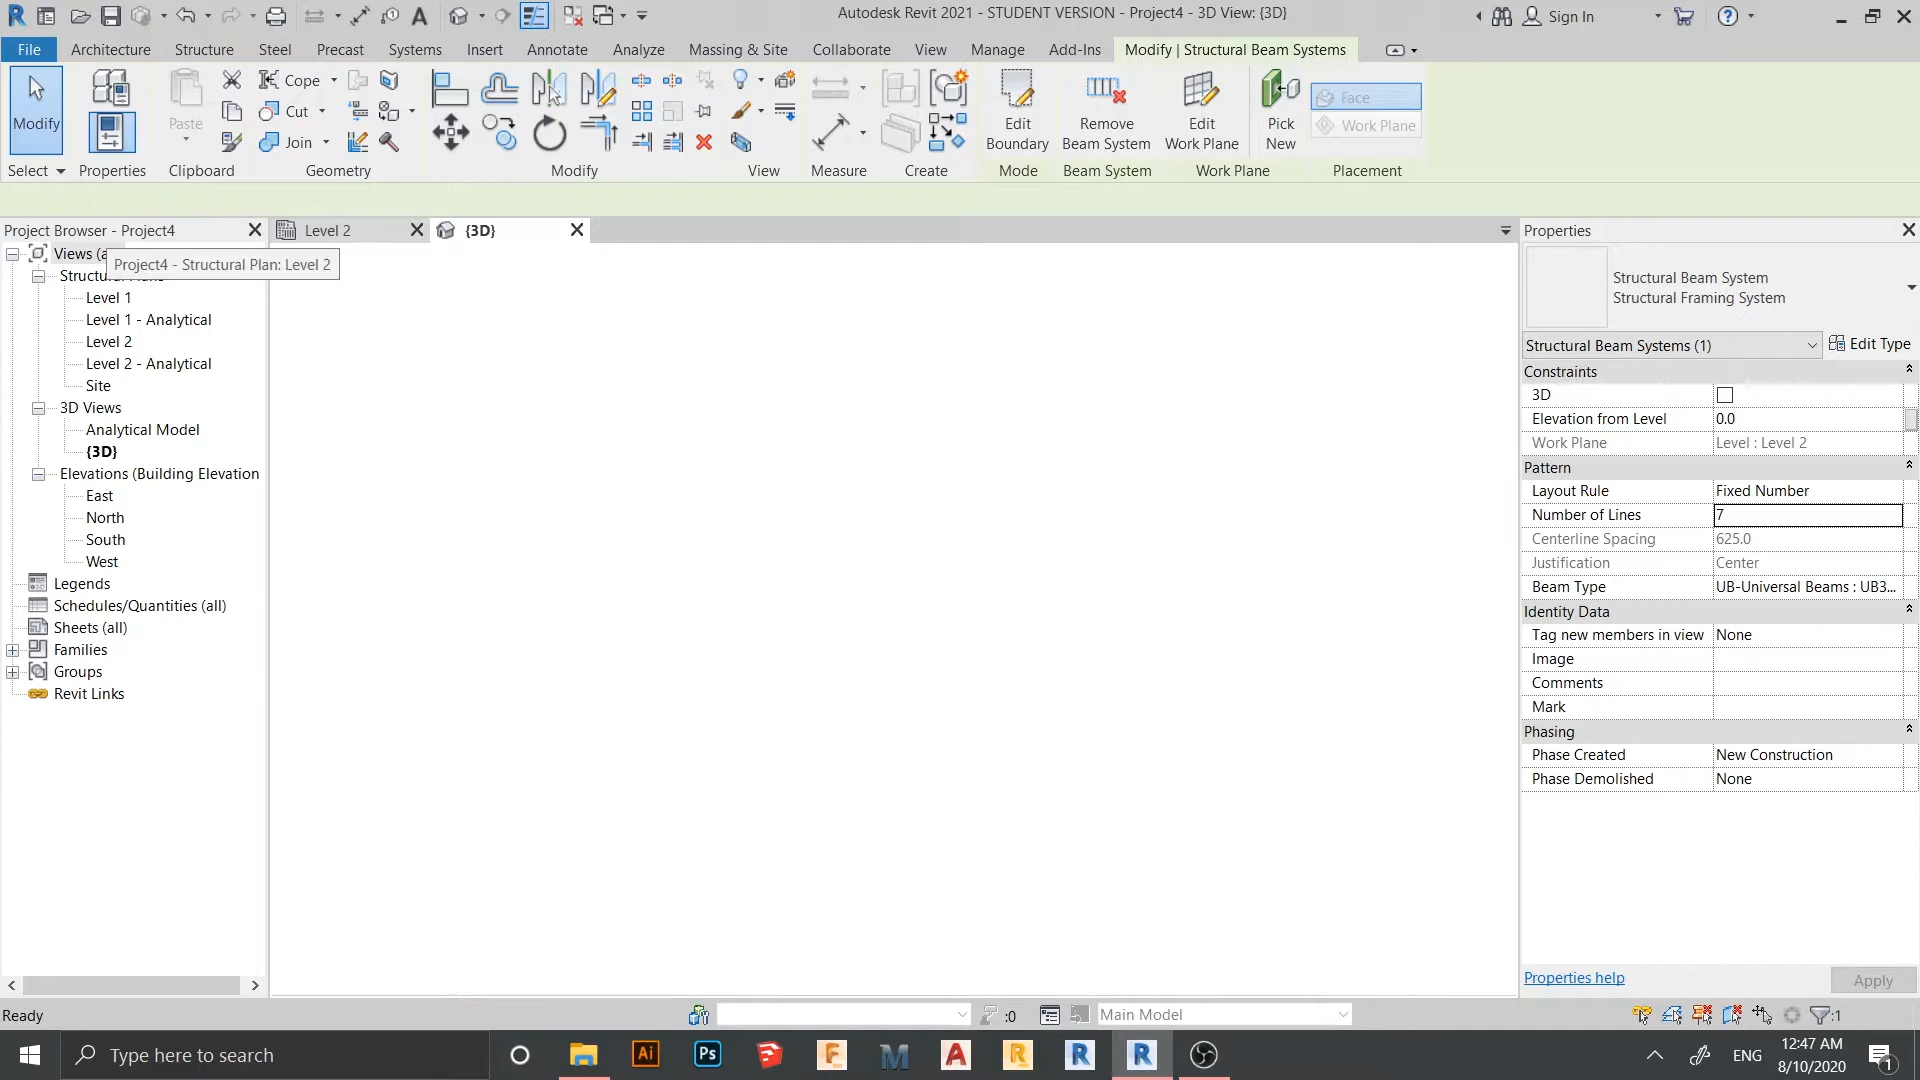 Autodesk Revit 2021 - STUDENT VERSION - Project4 - 3D View: {3D}
Sign In
File Architecture Structure Steel Precast Systems Insert Annotate Analyze Massing & Site Collaborate View Manage Add-Ins Modify | Structural Beam Systems
Modify
Paste
Cope
Cut
Join
Edit Boundary
Remove Beam System
Edit Work Plane
Pick New
Face
Work Plane
Select Properties Clipboard Geometry Modify View Measure Create Mode Beam System Work Plane Placement
Project Browser - Project4
Level 2
{3D}
Properties
Views (a
Project4 - Structural Plan: Level 2
Level 1
Level 1 - Analytical
Level 2
Level 2 - Analytical
Site
3D Views
Analytical Model
{3D}
Elevations (Building Elevation
East
North
South
West
Legends
Schedules/Quantities (all)
Sheets (all)
Families
Groups
Revit Links
Structural Beam System
Structural Framing System
Structural Beam Systems (1)
Edit Type
Constraints
3D
Elevation from Level 0.0
Work Plane Level : Level 2
Pattern
Layout Rule Fixed Number
Number of Lines 7
Centerline Spacing 625.0
Justification Center
Beam Type UB-Universal Beams : UB3...
Identity Data
Tag new members in view None
Image
Comments
Mark
Phasing
Phase Created New Construction
Phase Demolished None
Properties help
Apply
Ready
:0
Main Model
:1
Type here to search
Ai
Ps
ENG
12:47 AM
8/10/2020
1